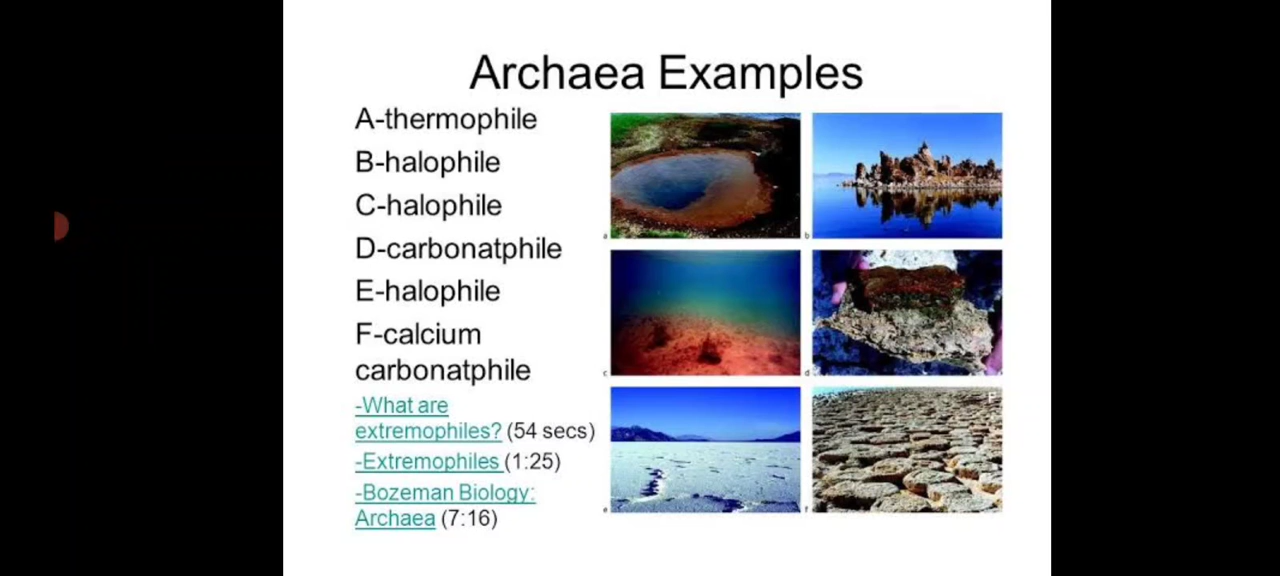 Archaea Examples
A-thermophile
B-halophile
C-halophile
D-carbonatphile
E-halophile
F-calcium
carbonatphile
-What are
extremophiles? (54 secs)
-Extremophiles (1:25)
-Bozeman Biology:
Archaea (7:16)
a
b
c
d
e
f